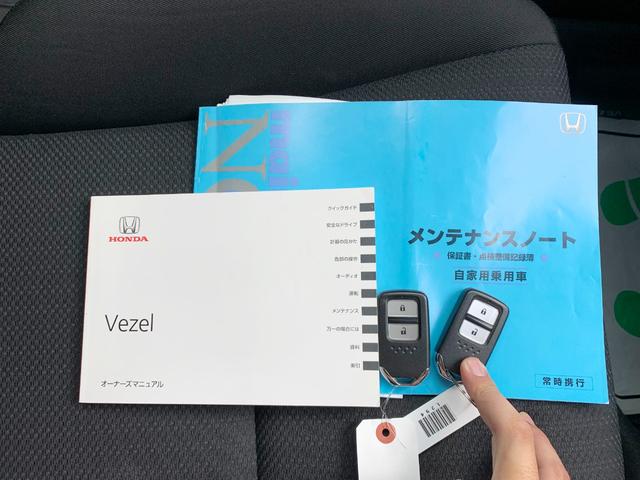 HONDA
Vezel
オーナーズマニュアル
クイックガイド
安全なドライブ
計器の見かた
各部の操作
オーディオ
運転
メンテナンス
万一の場合には
資料
索引
メンテナンスノート
保証書・点検整備記録簿
自家用乗用車
常時携行